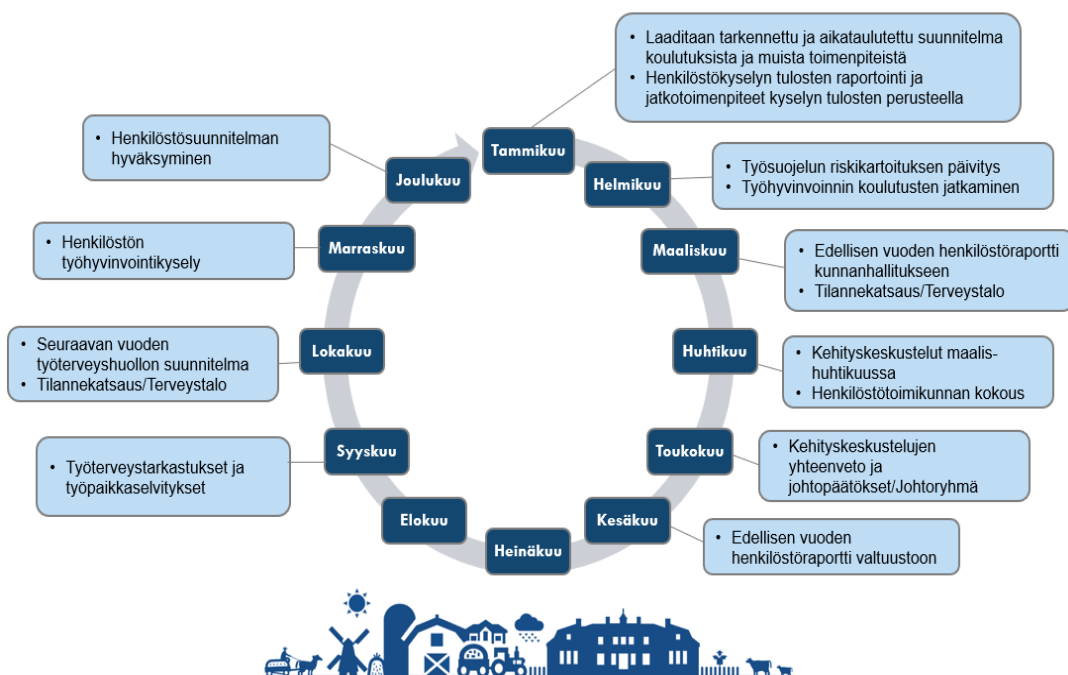 • Laaditaan tarkennettu ja aikataulutettu suunnitelma
koulutuksista ja muista toimenpiteistä
• Henkilöstökyselyn tulosten raportointi ja
jatkotoimenpiteet kyselyn tulosten perusteella
Tammikuu
Helmikuu
• Työsuojelun riskikartoituksen päivitys
• Työhyvinvoinnin koulutusten jatkaminen
Maaliskuu
• Edellisen vuoden henkilöstöraportti
kunnanhallitukseen
• Tilannekatsaus/Terveystalo
Huhtikuu
• Kehityskeskustelut maalis-
huhtikuussa
• Henkilöstötoimikunnan kokous
Toukokuu
• Kehityskeskustelujen
yhteenveto ja
johtopäätökset/Johtoryhmä
Kesäkuu
• Edellisen vuoden
henkilöstöraportti valtuustoon
Heinäkuu
Elokuu
Syyskuu
• Työterveystarkastukset ja
työpaikkaselvitykset
Lokakuu
• Seuraavan vuoden
työterveyshuollon suunnitelma
• Tilannekatsaus/Terveystalo
Marraskuu
• Henkilöstön
työhyvinvointikysely
Joulukuu
• Henkilöstösuunnitelman
hyväksyminen